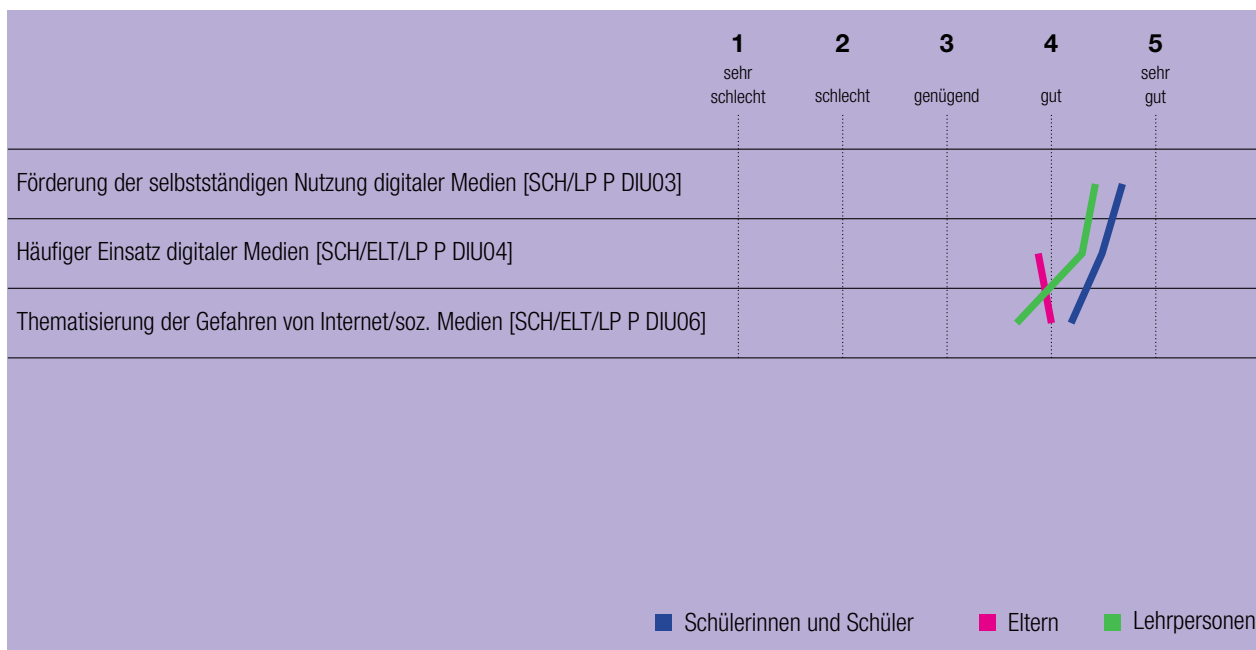 1 2 3 4 5
sehr schlecht schlecht genügend gut sehr gut
Förderung der selbstständigen Nutzung digitaler Medien [SCH/LP P DIU03]
Häufiger Einsatz digitaler Medien [SCH/ELT/LP P DIU04]
Thematisierung der Gefahren von Internet/soz. Medien [SCH/ELT/LP P DIU06]
Schülerinnen und Schüler Eltern Lehrpersonen